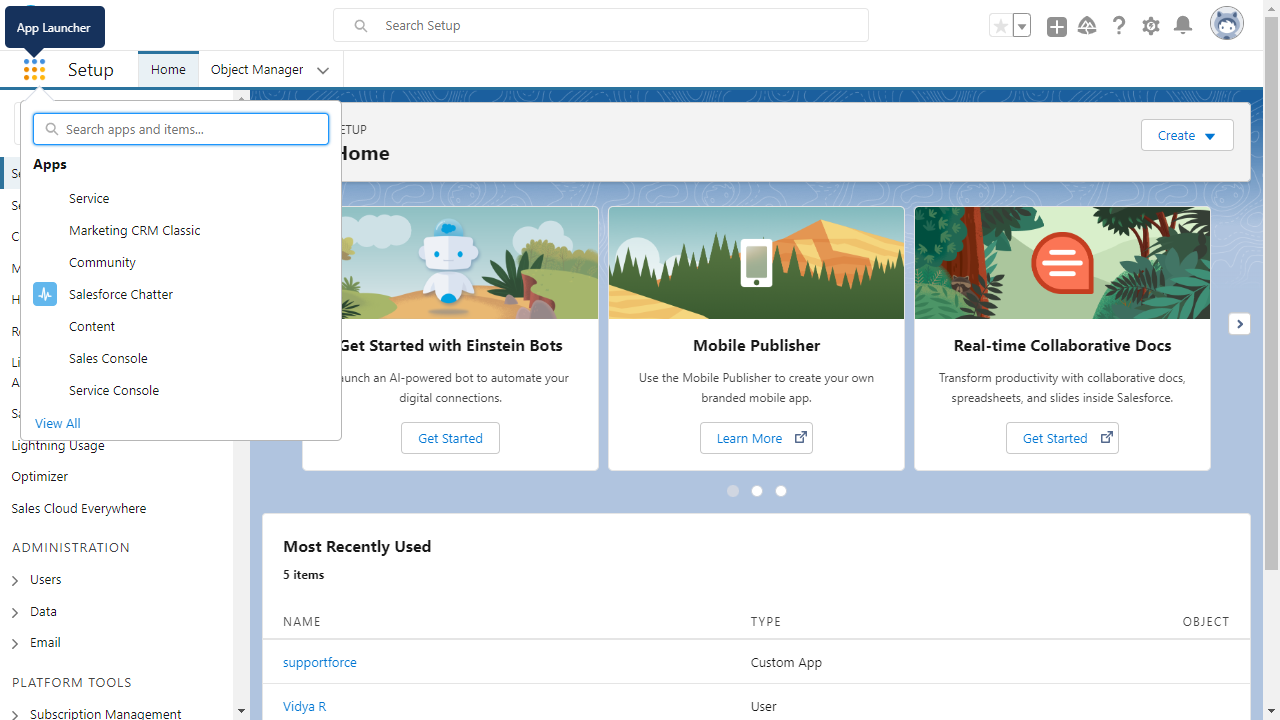 App Launcher
Search Setup
Setup
Home
Object Manager
Search apps and items...
Apps
Service
Marketing CRM Classic
Community
Salesforce Chatter
Content
Sales Console
Service Console
View All
Lightning Usage
Optimizer
Sales Cloud Everywhere
ADMINISTRATION
Users
Data
Email
PLATFORM TOOLS
Subscription Management
SETUP
Home
Create
Get Started with Einstein Bots
Launch an AI-powered bot to automate your
digital connections.
Get Started
Mobile Publisher
Use the Mobile Publisher to create your own
branded mobile app.
Learn More
Real-time Collaborative Docs
Transform productivity with collaborative docs,
spreadsheets, and slides inside Salesforce.
Get Started
Most Recently Used
5 items
NAME TYPE OBJECT
supportforce Custom App
Vidya R User